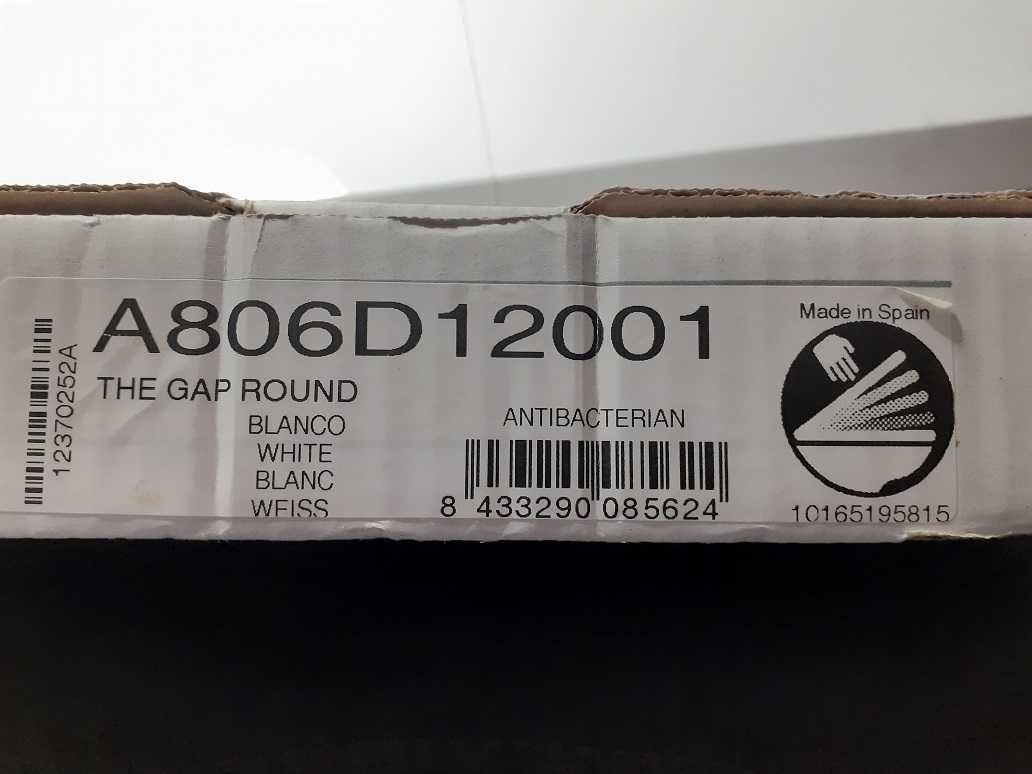 A806D12001
Made in Spain
THE GAP ROUND
BLANCO
WHITE
BLANC
WEISS
ANTIBACTERIAN
8 433290 085624
10165195815
12370252A